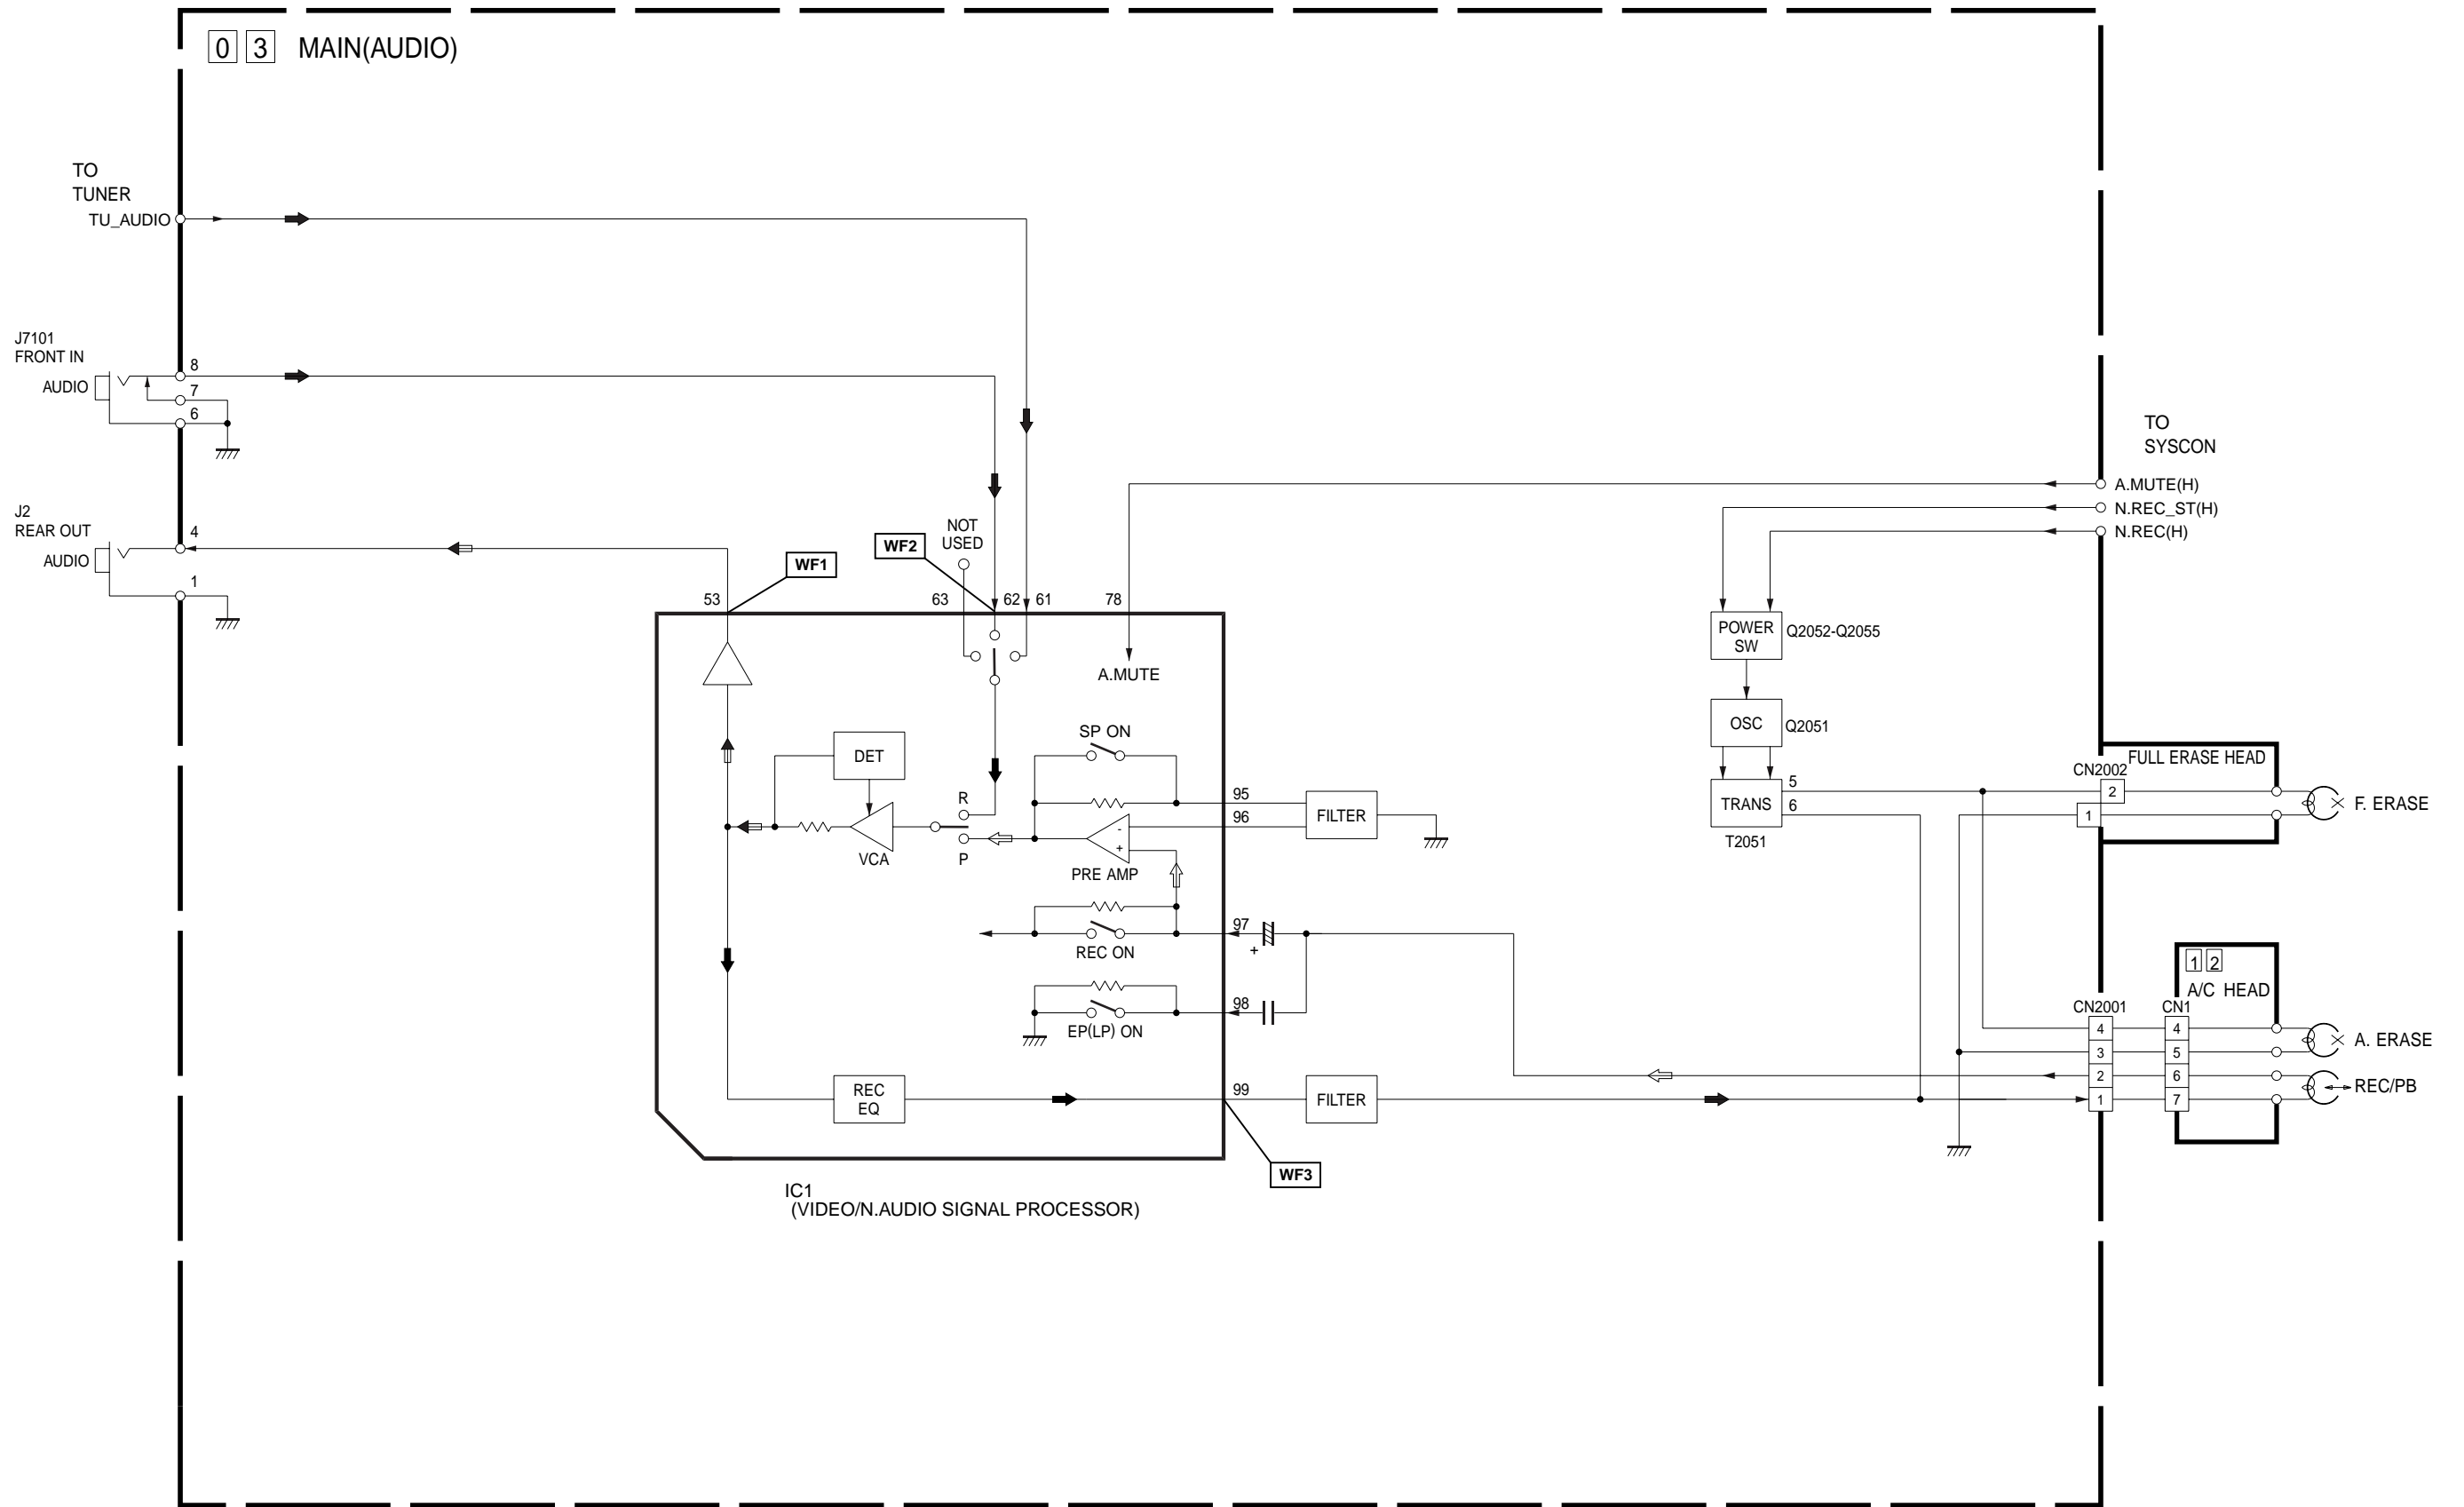 0 3 MAIN(AUDIO)
TO
TUNER
TU_AUDIO
J7101
FRONT IN
AUDIO
8
7
6
J2
REAR OUT
AUDIO
4
1
WF1
WF2
NOT
USED
53
63
62
61
78
A.MUTE
TO
SYSCON
A.MUTE(H)
N.REC_ST(H)
N.REC(H)
POWER
SW
Q2052-Q2055
OSC
Q2051
TRANS
5
6
T2051
DET
VCA
R
P
SP ON
-
+
PRE AMP
95
96
FILTER
REC ON
97
+
EP(LP) ON
98
REC
EQ
99
FILTER
WF3
IC1
(VIDEO/N.AUDIO SIGNAL PROCESSOR)
FULL ERASE HEAD
CN2002
2
1
F. ERASE
1 2
A/C HEAD
CN2001
CN1
4
4
3
5
2
6
1
7
A. ERASE
REC/PB